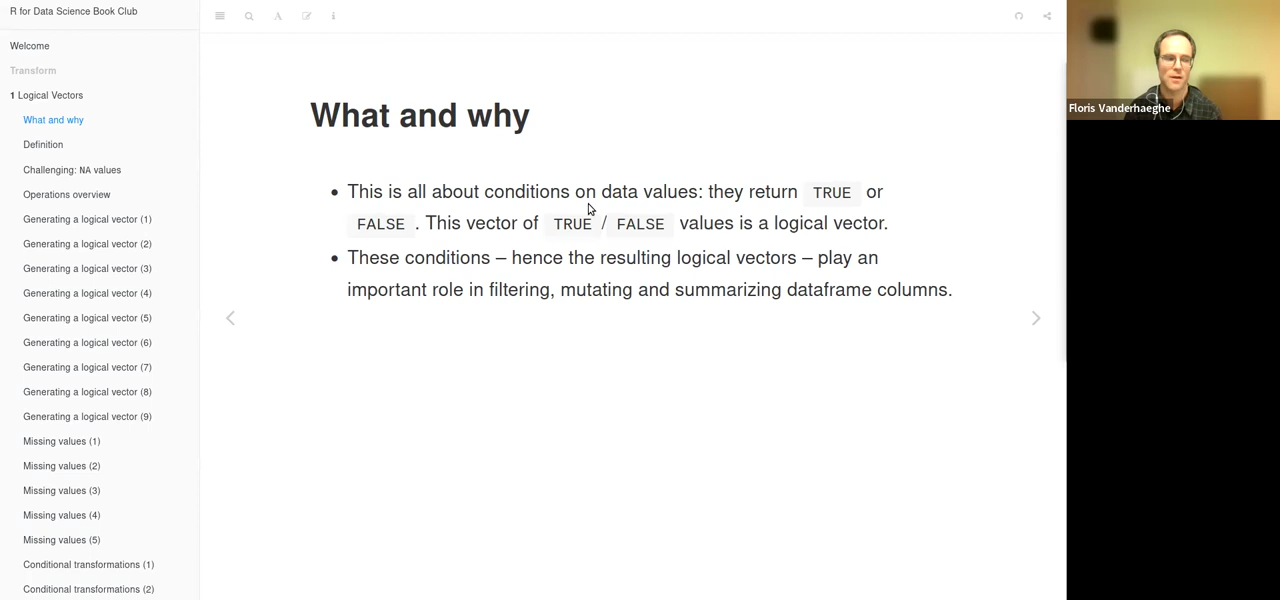 R for Data Science Book Club
Welcome
Transform
1 Logical Vectors
What and why
Definition
Challenging: NA values
Operations overview
Generating a logical vector (1)
Generating a logical vector (2)
Generating a logical vector (3)
Generating a logical vector (4)
Generating a logical vector (5)
Generating a logical vector (6)
Generating a logical vector (7)
Generating a logical vector (8)
Generating a logical vector (9)
Missing values (1)
Missing values (2)
Missing values (3)
Missing values (4)
Missing values (5)
Conditional transformations (1)
Conditional transformations (2)
What and why
• This is all about conditions on data values: they return TRUE or
FALSE . This vector of TRUE / FALSE values is a logical vector.
• These conditions – hence the resulting logical vectors – play an
important role in filtering, mutating and summarizing dataframe columns.
Floris Vanderhaeghe